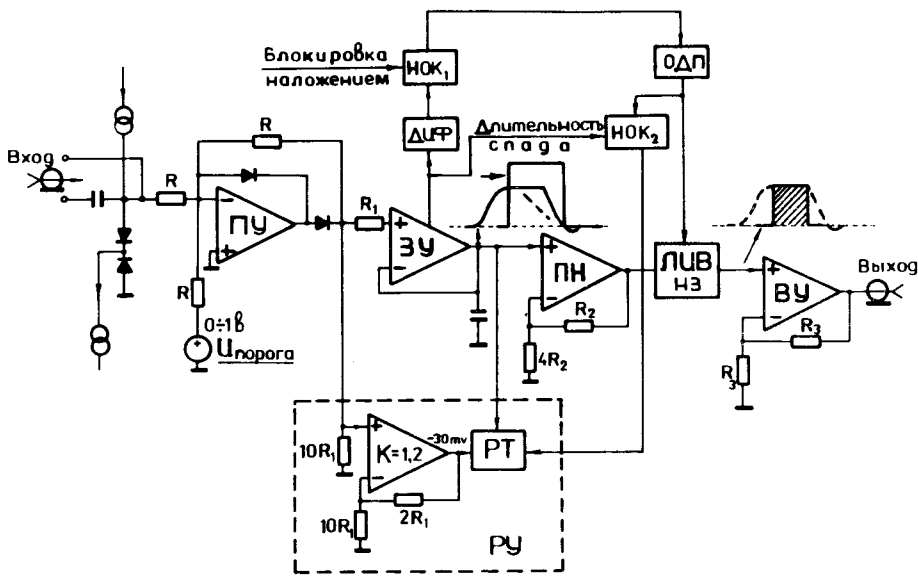 Блокировка
наложением
НОК₁
ОДП
ДИФ
Длительность
спада
НОК₂
Вход
R
R
ПУ
R₁
ЗУ
ПН
ЛИВ
НЗ
ВУ
Выход
R
0÷1в
Uпорога
R₂
4R₂
R₃
R₃
10R₁
K=1,2
-30mv
РТ
2R₁
10R₁
РУ